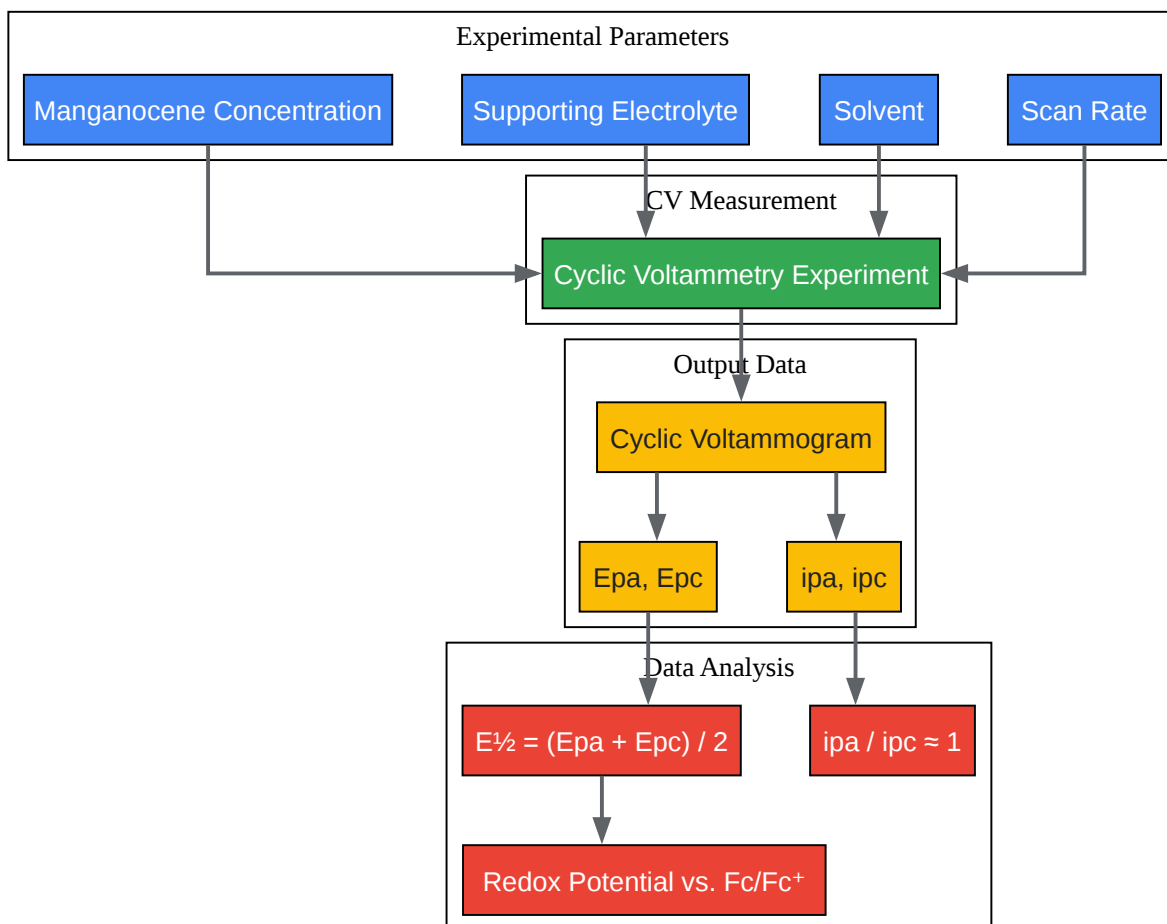 Experimental Parameters
Manganocene Concentration
Supporting Electrolyte
Solvent
Scan Rate
CV Measurement
Cyclic Voltammetry Experiment
Output Data
Cyclic Voltammogram
Epa, Epc
ipa, ipc
Data Analysis
E½ = (Epa + Epc) / 2
ipa / ipc ≈ 1
Redox Potential vs. Fc/Fc⁺